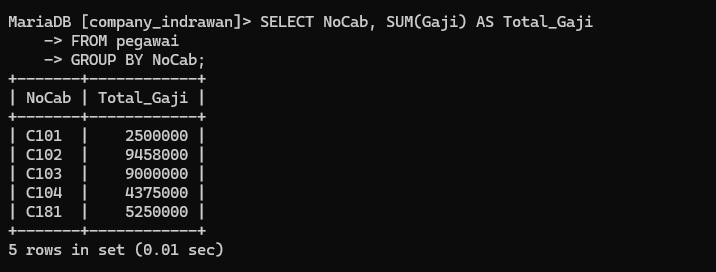 MariaDB [company_indrawan]> SELECT NoCab, SUM(Gaji) AS Total_Gaji
    -> FROM pegawai
    -> GROUP BY NoCab;
+-------+------------+
| NoCab | Total_Gaji |
+-------+------------+
| C101  |    2500000 |
| C102  |    9458000 |
| C103  |    9000000 |
| C104  |    4375000 |
| C181  |    5250000 |
+-------+------------+
5 rows in set (0.01 sec)